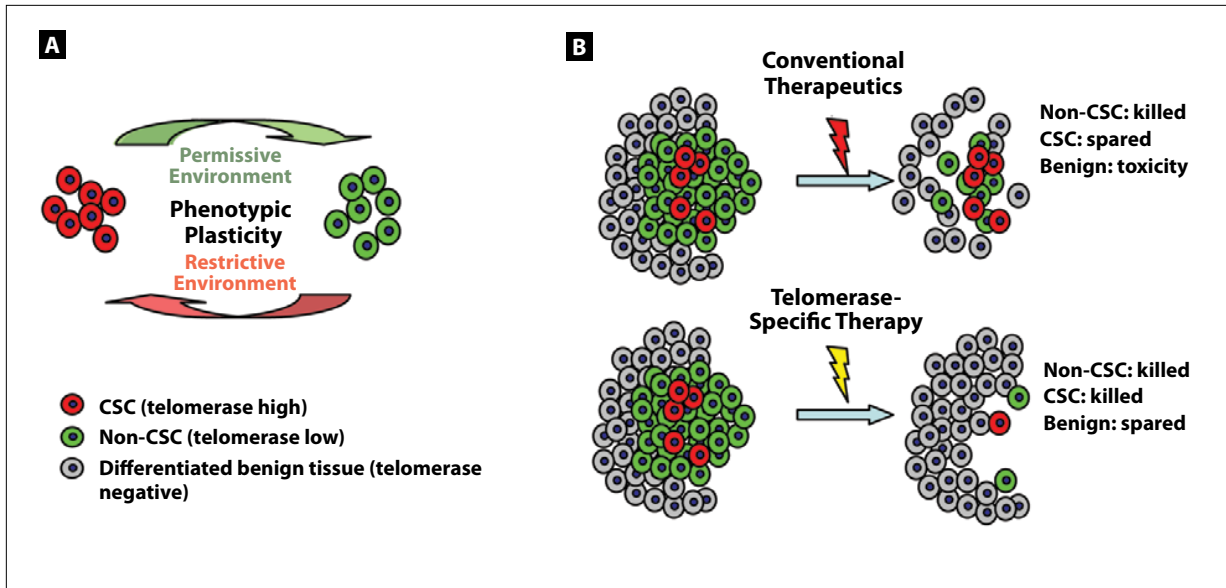 A
Permissive
Environment
Phenotypic
Plasticity
Restrictive
Environment
CSC (telomerase high)
Non-CSC (telomerase low)
Differentiated benign tissue (telomerase
negative)
B
Conventional
Therapeutics
Non-CSC: killed
CSC: spared
Benign: toxicity
Telomerase-
Specific Therapy
Non-CSC: killed
CSC: killed
Benign: spared